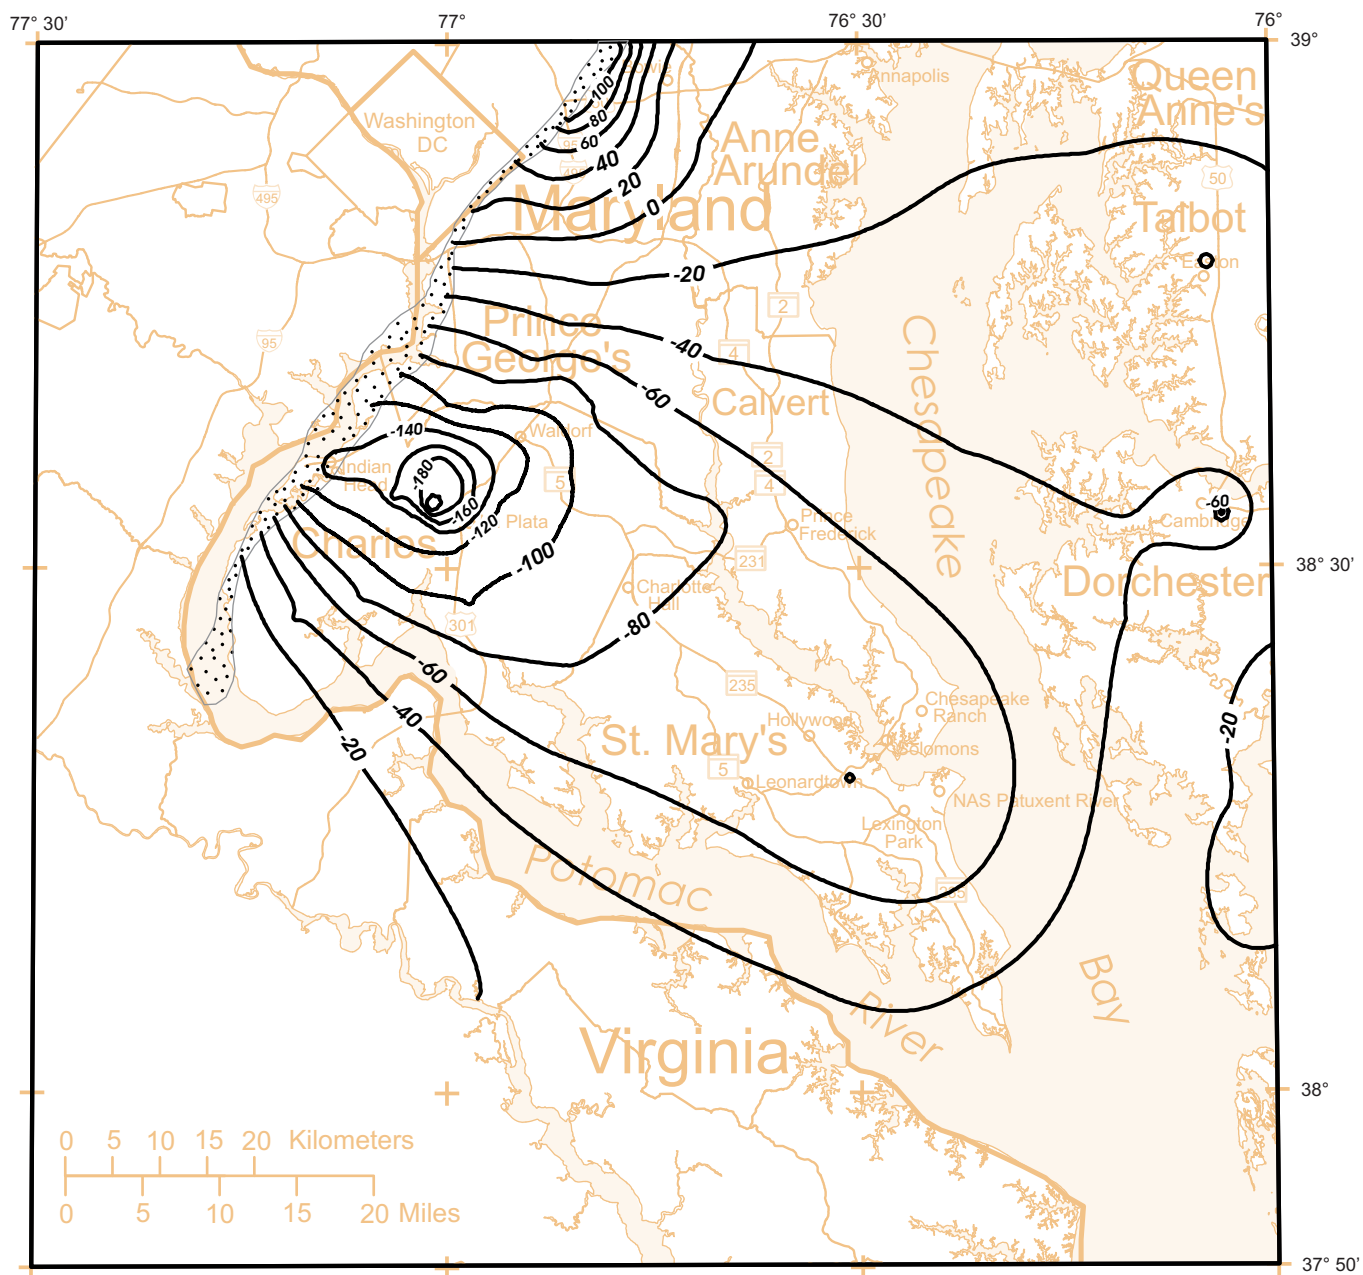 77° 30’
77°
76° 30’
76°
39°
Bowie
Annapolis
Queen
Anne's
100
80
60
40
20
0
Washington
DC
95
495
495
Anne
Arundel
50
Maryland
Talbot
Easton
-20
2
Prince
George's
95
-40
4
Chesapeake
-60
Calvert
-140
Waldorf
Indian
Head
-180
2
4
5
-160
-120
Plata
-60
Cambridge
Prince
Frederick
Charles
-100
231
38° 30’
Dorchester
Charlotte
Hall
301
-80
-60
235
-40
-20
Chesapeake
Ranch
Hollywood
St. Mary's
Solomons
-20
5
Leonardtown
NAS Patuxent River
Lexington
Park
Potomac
235
Bay
River
Virginia
38°
0 5 10 15 20 Kilometers
0 5 10 15 20 Miles
37° 50’